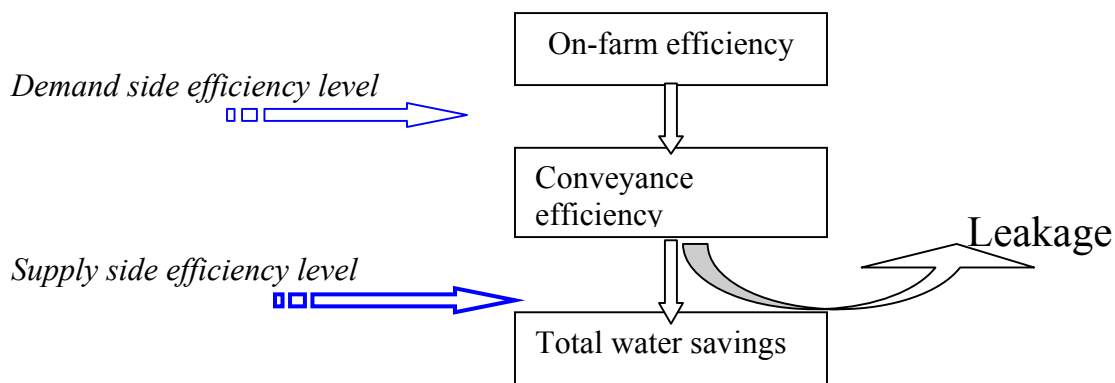 On-farm efficiency
Demand side efficiency level
Conveyance
efficiency
Leakage
Supply side efficiency level
Total water savings